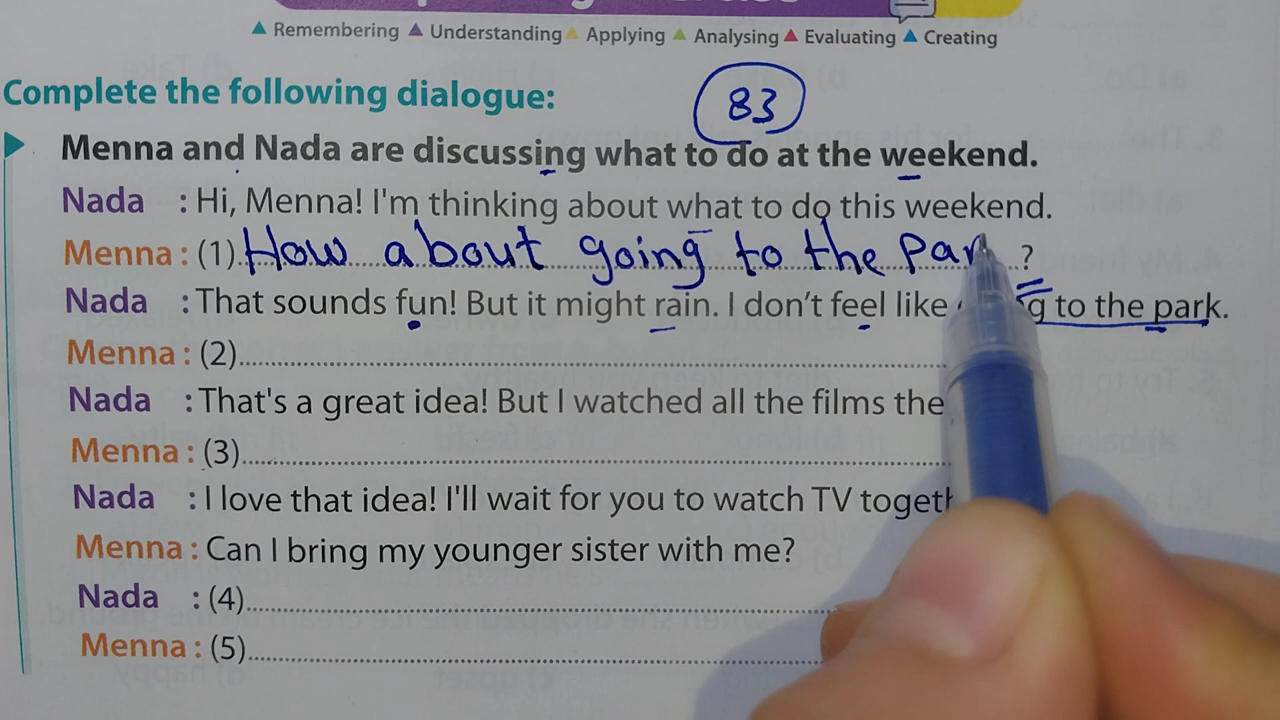 ▲ Remembering ▲ Understanding ▲ Applying ▲ Analysing ▲ Evaluating ▲ Creating
Complete the following dialogue:
83
Menna and Nada are discussing what to do at the weekend.
Nada : Hi, Menna! I'm thinking about what to do this weekend.
Menna : (1) How about going to the Par ?
Nada : That sounds fun! But it might rain. I don't feel like to the park.
Menna : (2)
Nada : That's a great idea! But I watched all the films
Menna : (3)
Nada : I love that idea! I'll wait for you to watch TV
Menna : Can I bring my younger sister with me?
Nada : (4)
Menna : (5)